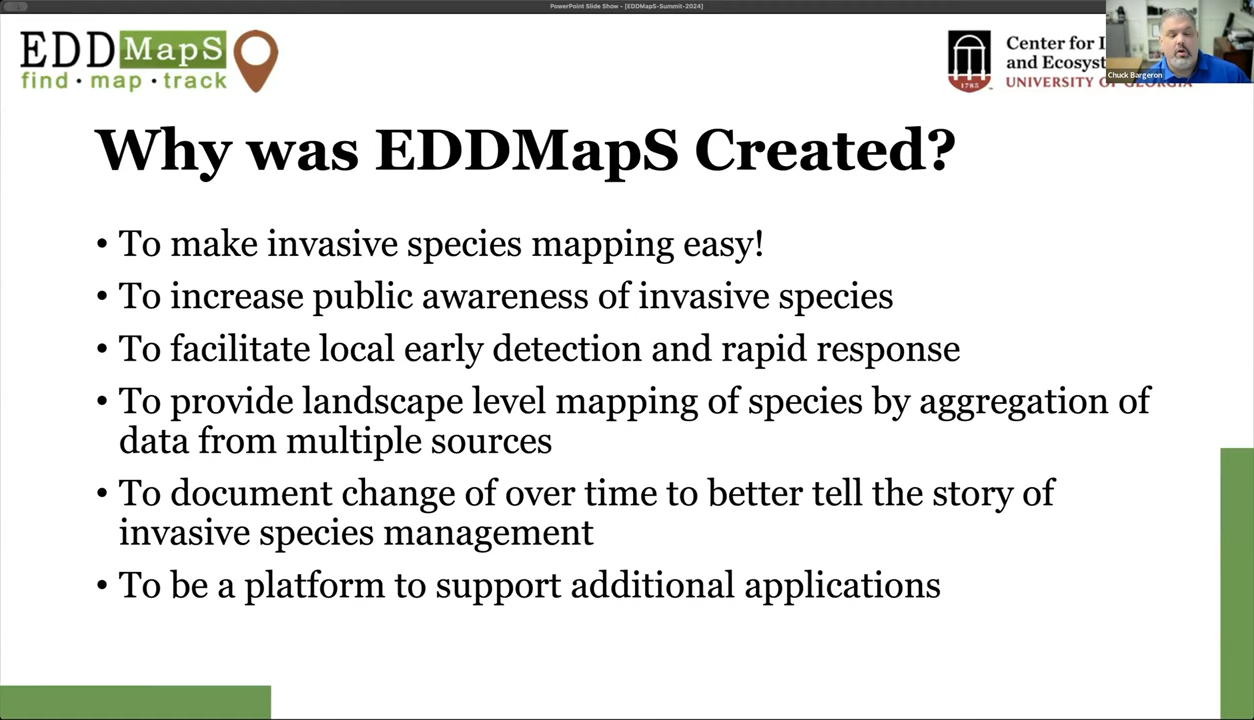 PowerPoint Slide Show - [EDDMapS-Summit-2024]
EDDMapS
find · map · track
1785
Center for
and Ecosyst
UNIVERSITY OF GEORGIA
Chuck Bargeron
Why was EDDMapS Created?
• To make invasive species mapping easy!
• To increase public awareness of invasive species
• To facilitate local early detection and rapid response
• To provide landscape level mapping of species by aggregation of
data from multiple sources
• To document change of over time to better tell the story of
invasive species management
• To be a platform to support additional applications